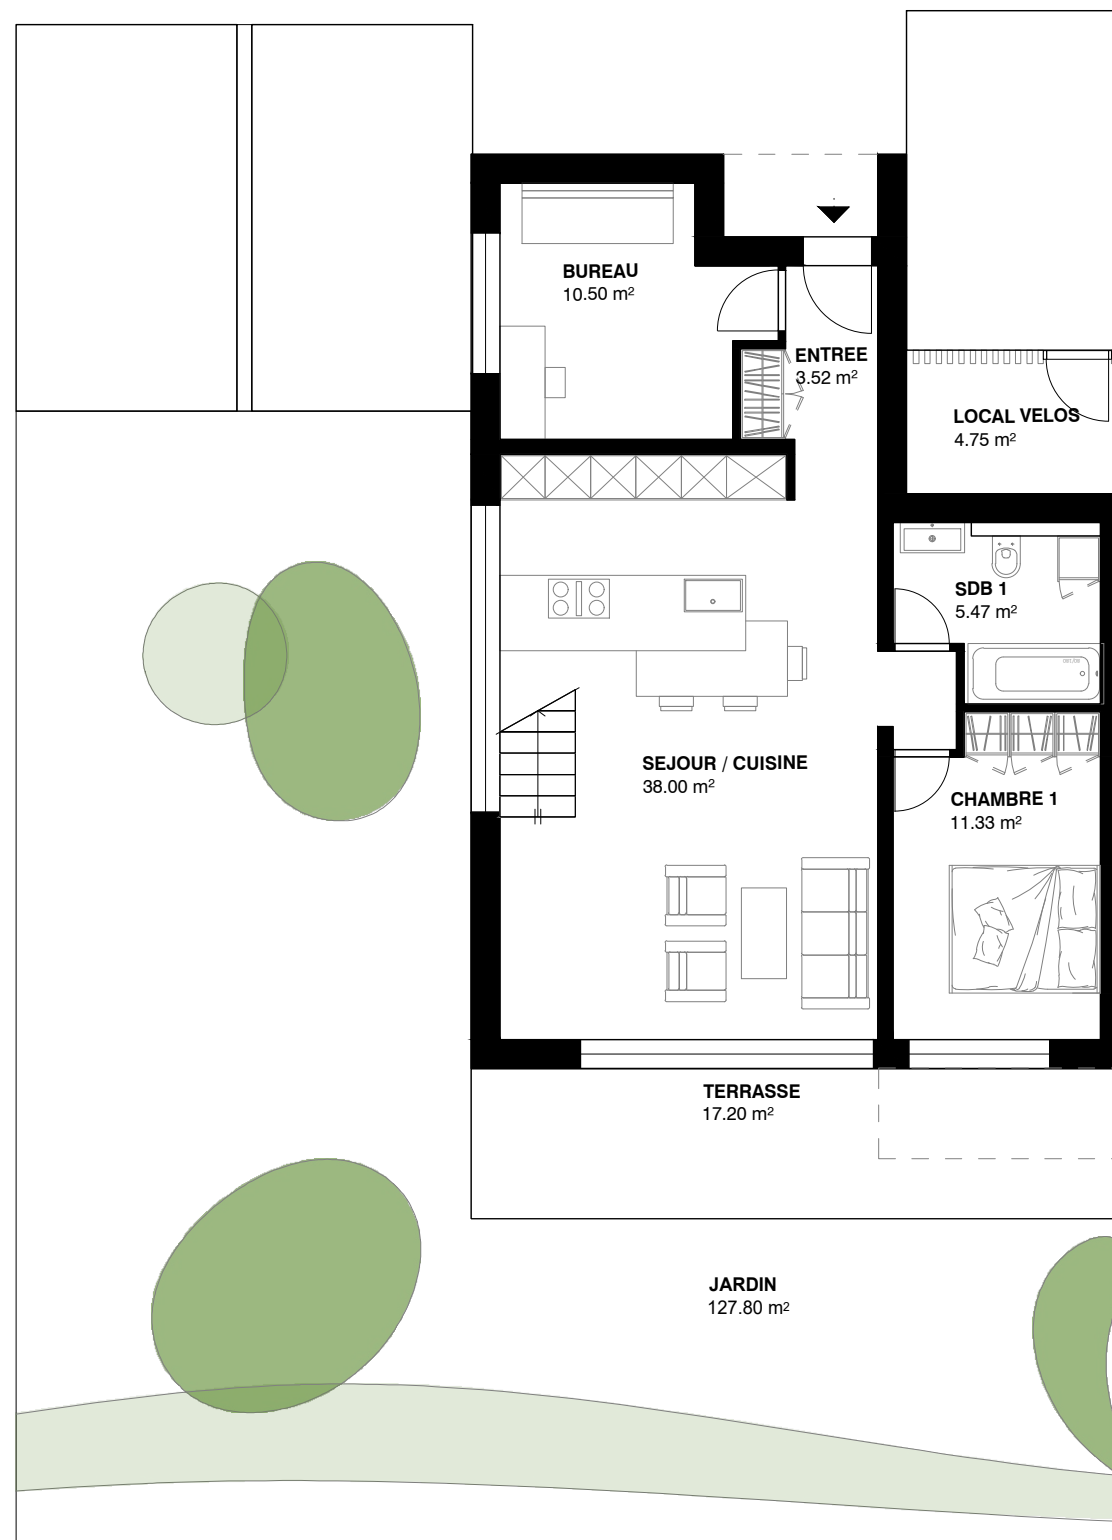 BUREAU
10.50 m²
ENTREE
3.52 m²
LOCAL VELOS
4.75 m²
SDB 1
5.47 m²
SEJOUR / CUISINE
38.00 m²
CHAMBRE 1
11.33 m²
TERRASSE
17.20 m²
JARDIN
127.80 m²